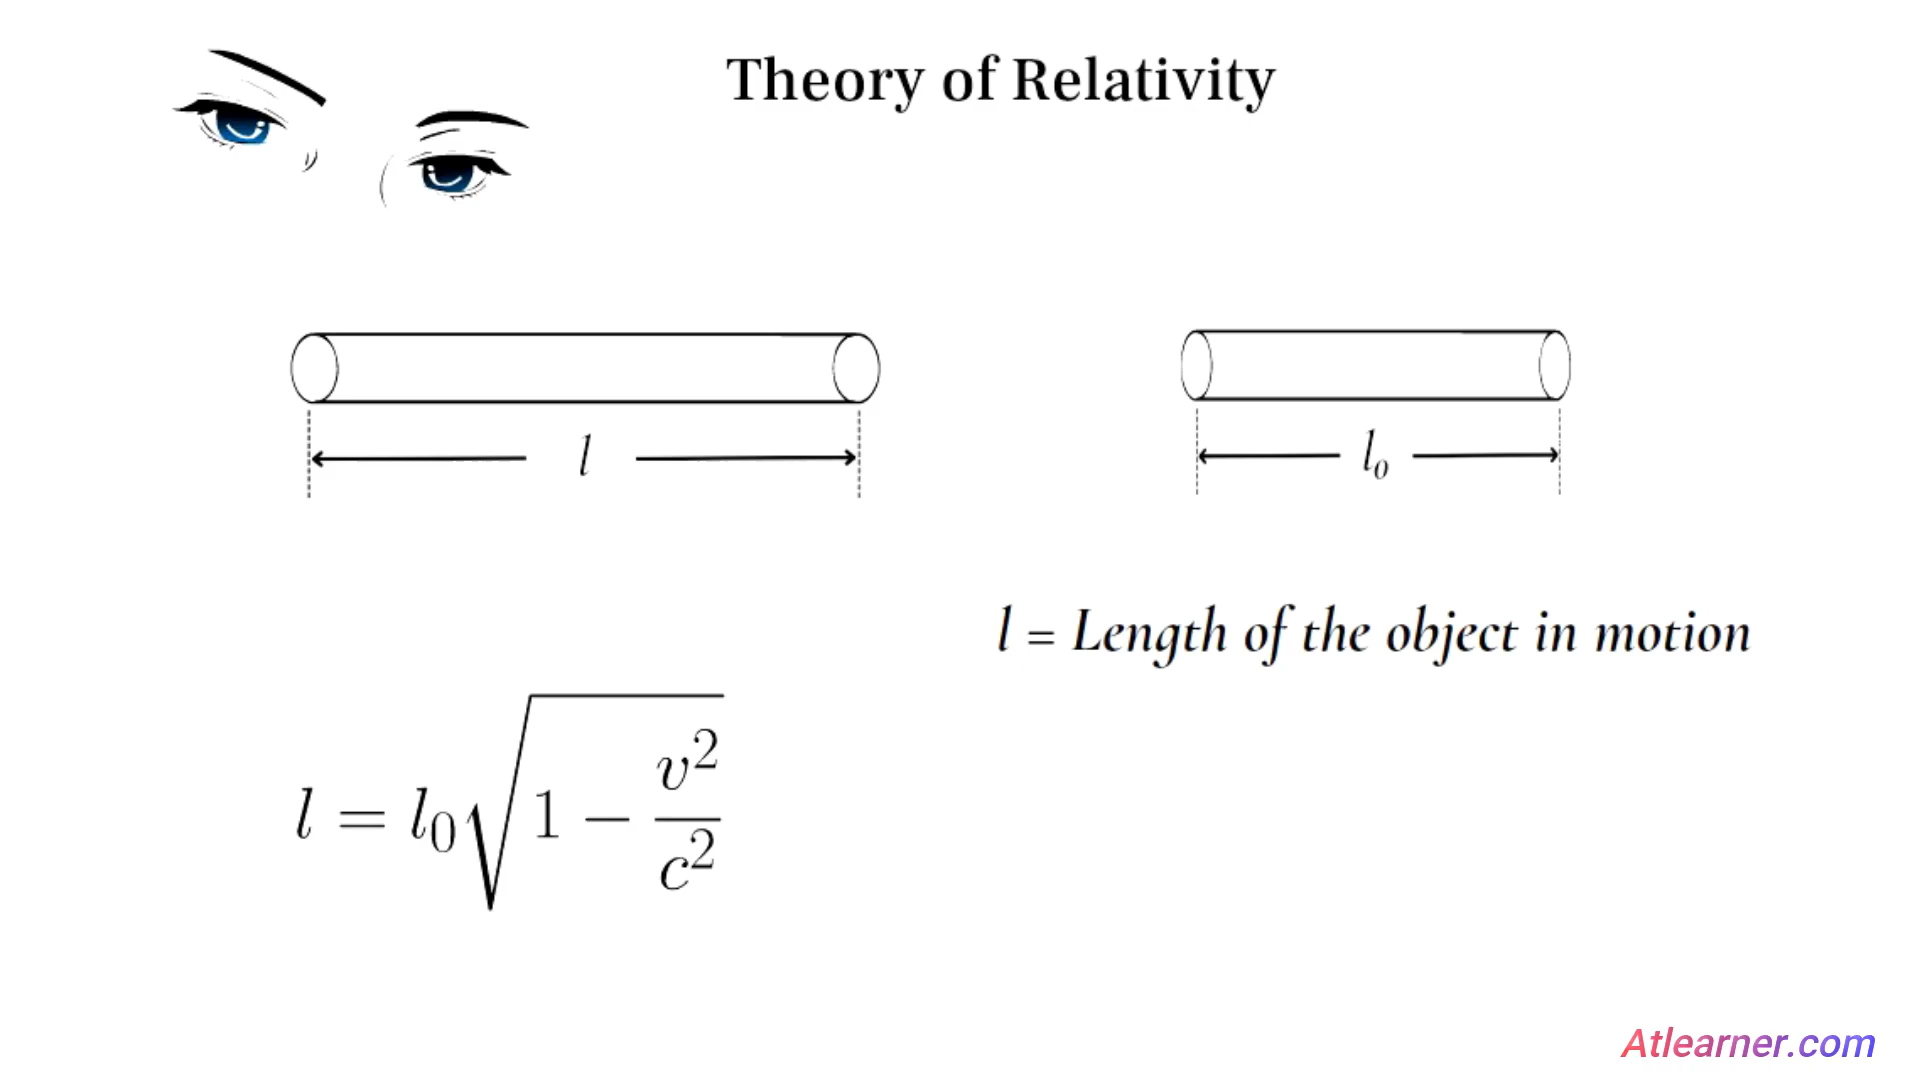 Theory of Relativity
l
l₀
l = Length of the object in motion
l = l₀√(1 − v²/c²)
Atlearner.com